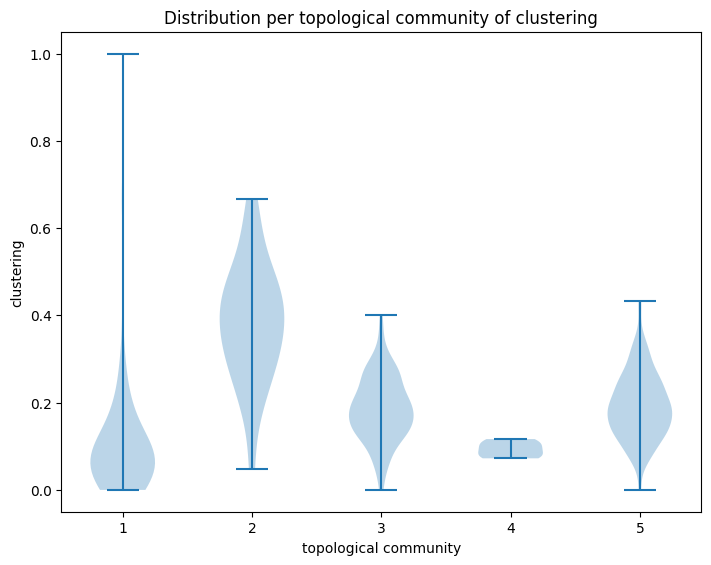 Distribution per topological community of clustering
1.0
0.8
0.6
0.4
0.2
0.0
clustering
1 2 3 4 5
topological community